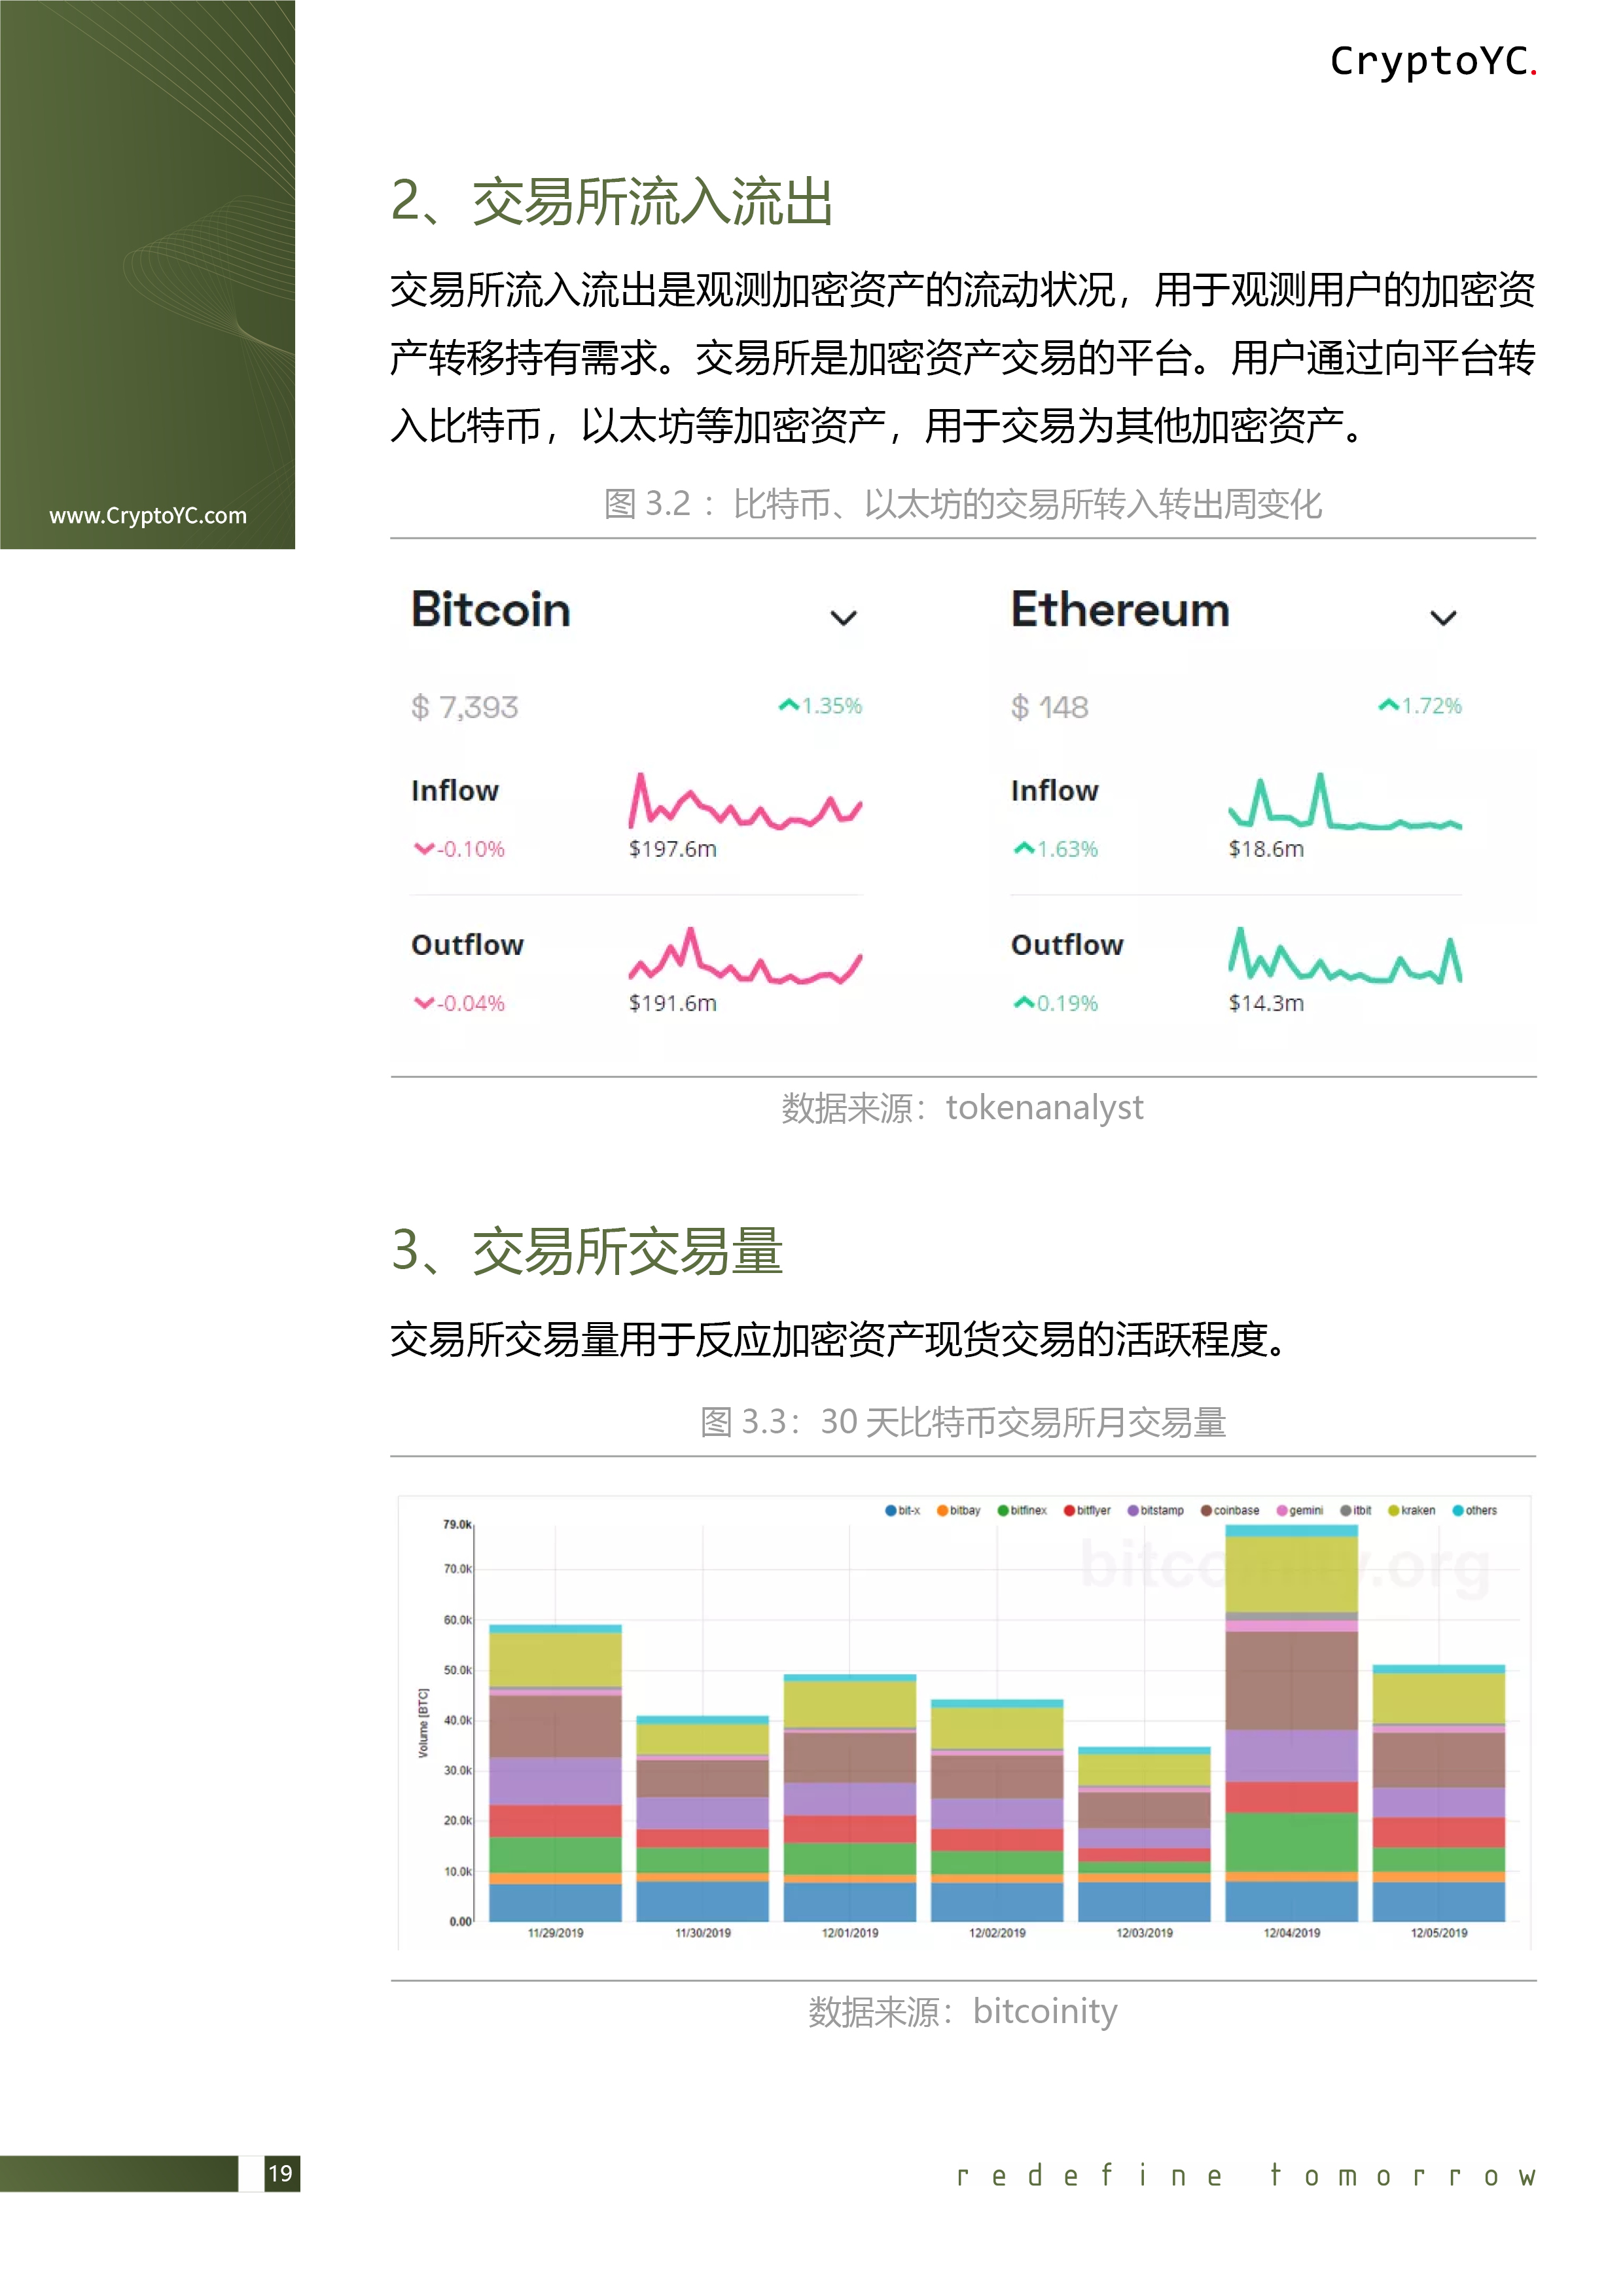 CryptoYC.
www.CryptoYC.com
2、交易所流入流出
交易所流入流出是观测加密资产的流动状况，用于观测用户的加密资
产转移持有需求。交易所是加密资产交易的平台。用户通过向平台转
入比特币，以太坊等加密资产，用于交易为其他加密资产。
图 3.2 ：比特币、以太坊的交易所转入转出周变化
Bitcoin
$ 7,393
1.35%
Inflow
-0.10%
$197.6m
Outflow
-0.04%
$191.6m
Ethereum
$ 148
1.72%
Inflow
1.63%
$18.6m
Outflow
0.19%
$14.3m
数据来源：tokenanalyst
3、交易所交易量
交易所交易量用于反应加密资产现货交易的活跃程度。
图 3.3：30 天比特币交易所月交易量
bit-x bitbay bitfinex bitflyer bitstamp coinbase gemini itbit kraken others
79.0k
70.0k
60.0k
50.0k
40.0k
30.0k
20.0k
10.0k
0.00
Volume [BTC]
11/29/2019 11/30/2019 12/01/2019 12/02/2019 12/03/2019 12/04/2019 12/05/2019
数据来源：bitcoinity
19
redefine tomorrow